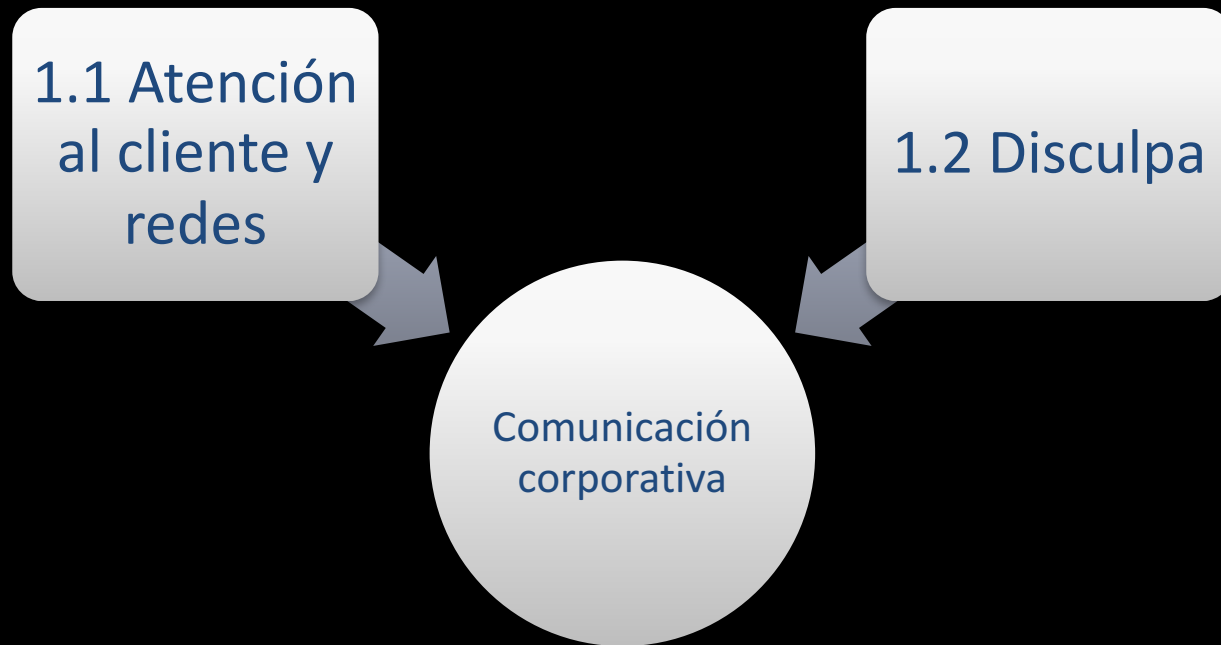 1.1 Atención
al cliente y
redes
1.2 Disculpa
Comunicación
corporativa